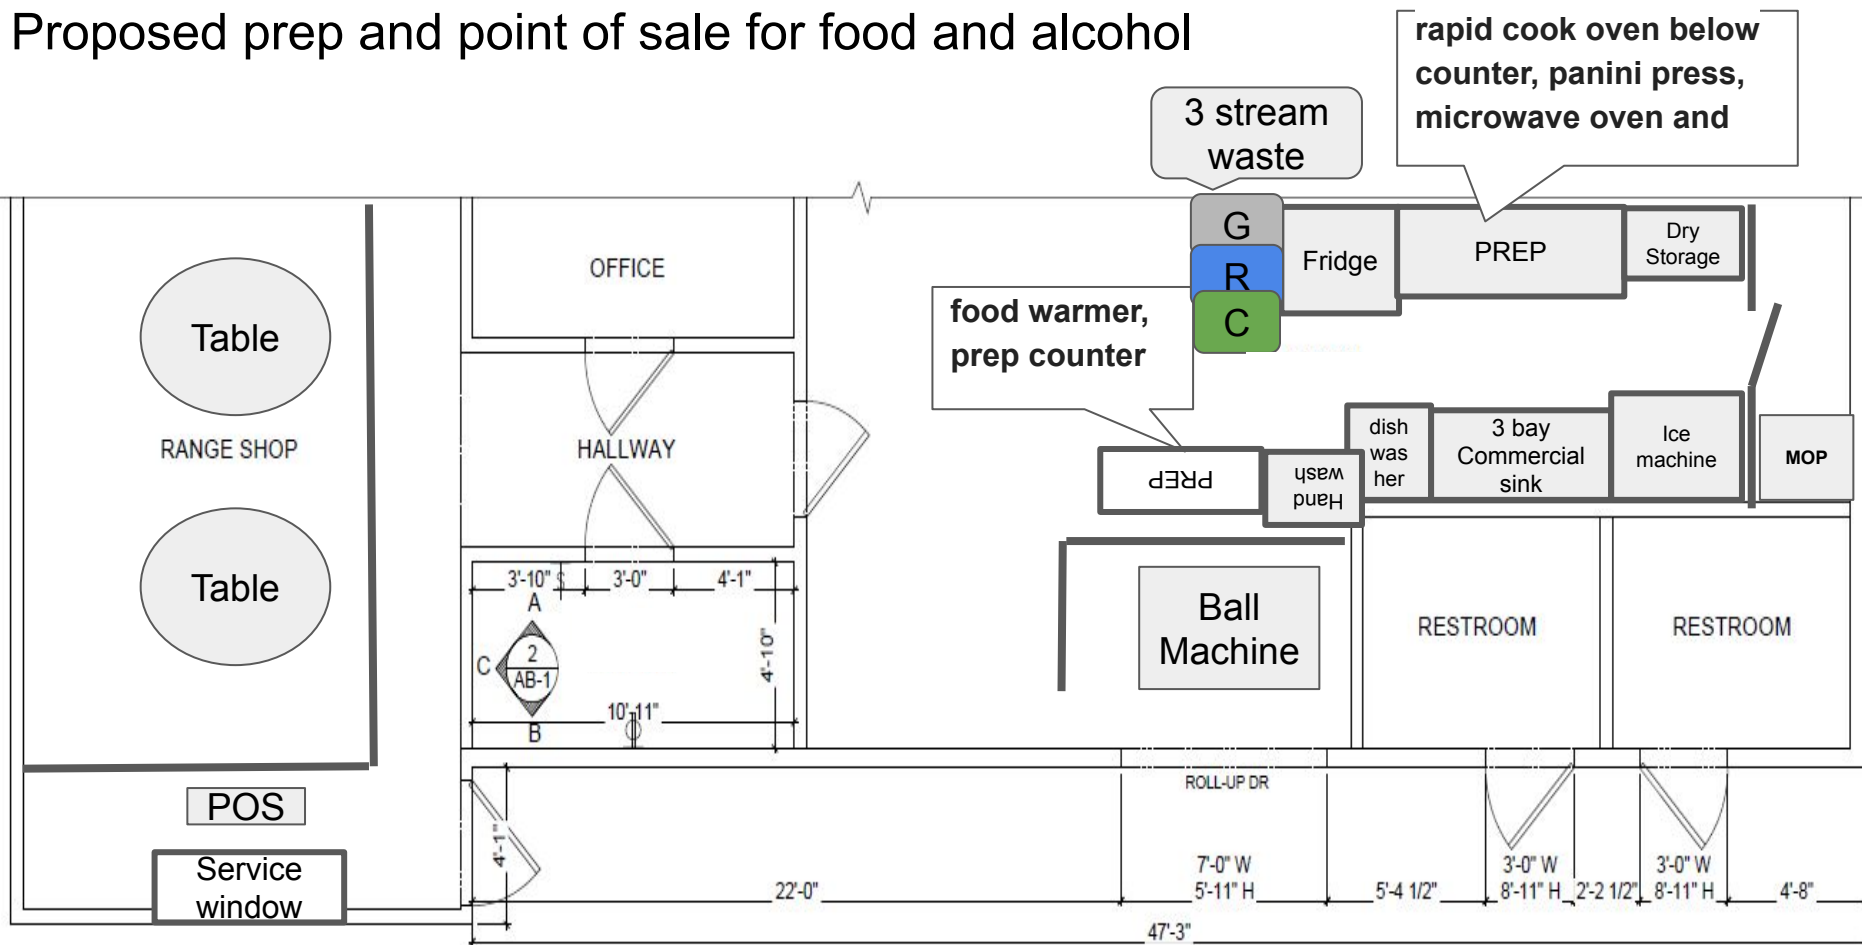 Proposed prep and point of sale for food and alcohol
rapid cook oven below
counter, panini press,
microwave oven and
3 stream
waste
G
R
C
Fridge
PREP
Dry
Storage
food warmer,
prep counter
OFFICE
Table
RANGE SHOP
HALLWAY
Table
PREP
Hand
wash
dish
was
her
3 bay
Commercial
sink
Ice
machine
MOP
3'-10"
3'-0"
4'-1"
A
C
2
AB-1
B
4'-10"
10'-11"
Ball
Machine
RESTROOM
RESTROOM
POS
Service
window
4'-1"
ROLL-UP DR
22'-0"
7'-0" W
5'-11" H
5'-4 1/2"
3'-0" W
8'-11" H
2'-2 1/2"
3'-0" W
8'-11" H
4'-8"
47'-3"